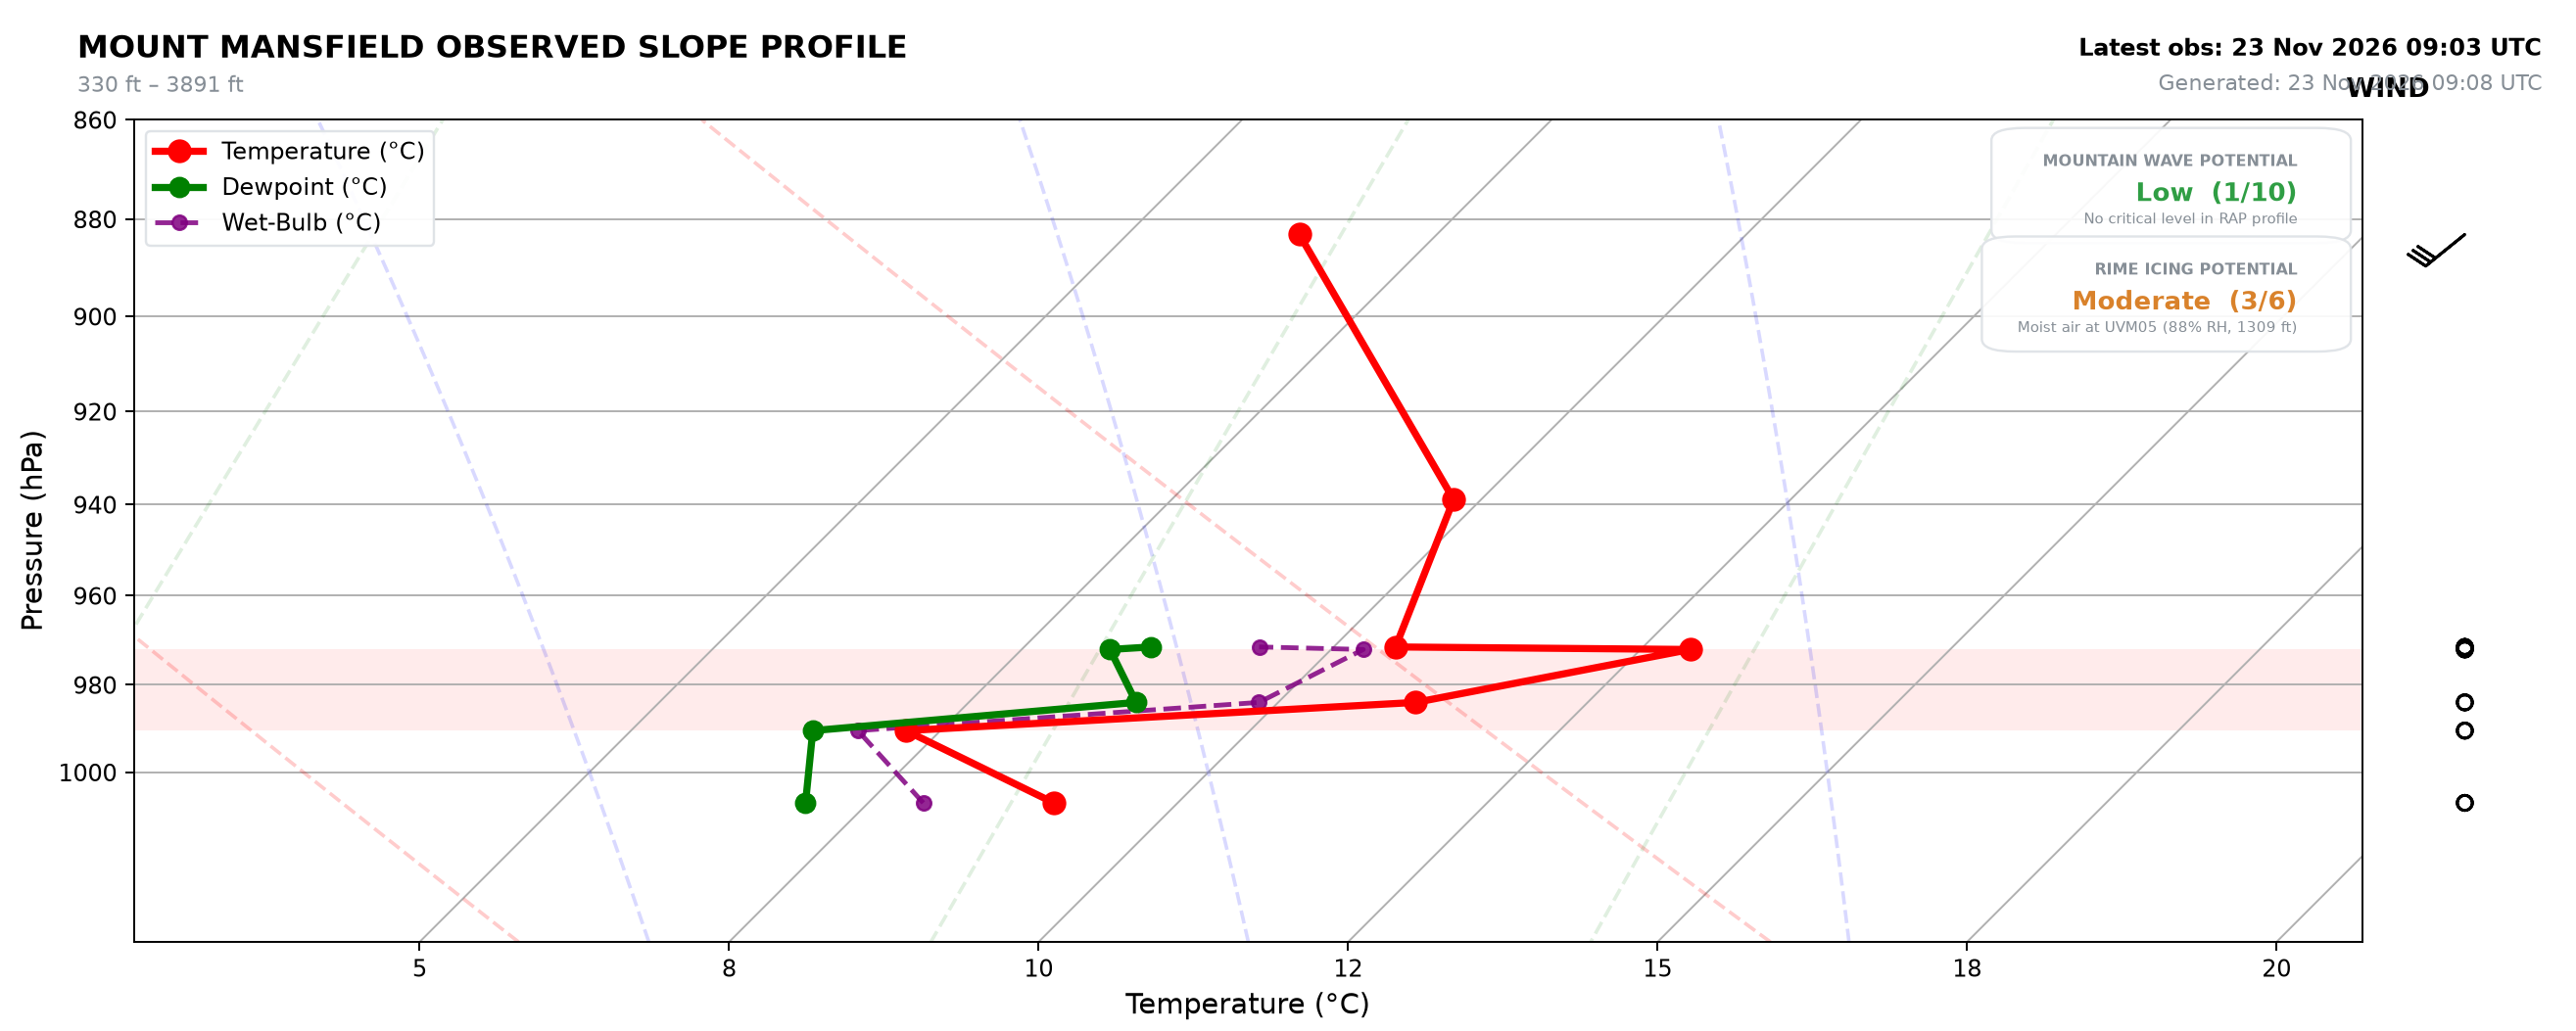 MOUNT MANSFIELD OBSERVED SLOPE PROFILE
330 ft – 3891 ft
Latest obs: 23 Nov 2026 09:03 UTC
Generated: 23 Nov 2026 09:08 UTC
WIND
Temperature (°C)
Dewpoint (°C)
Wet-Bulb (°C)
MOUNTAIN WAVE POTENTIAL
Low (1/10)
No critical level in RAP profile
RIME ICING POTENTIAL
Moderate (3/6)
Moist air at UVM05 (88% RH, 1309 ft)
Pressure (hPa)
860
880
900
920
940
960
980
1000
5 8 10 12 15 18 20
Temperature (°C)